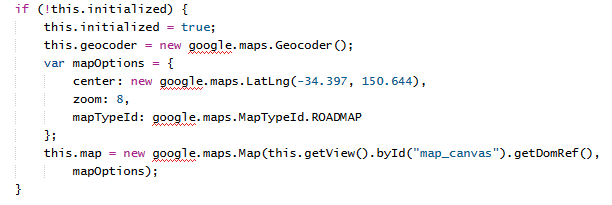 if (!this.initialized) {
    this.initialized = true;
    this.geocoder = new google.maps.Geocoder();
    var mapOptions = {
        center: new google.maps.LatLng(-34.397, 150.644),
        zoom: 8,
        mapTypeId: google.maps.MapTypeId.ROADMAP
    };
    this.map = new google.maps.Map(this.getView().byId("map_canvas").getDomRef(),
        mapOptions);
}